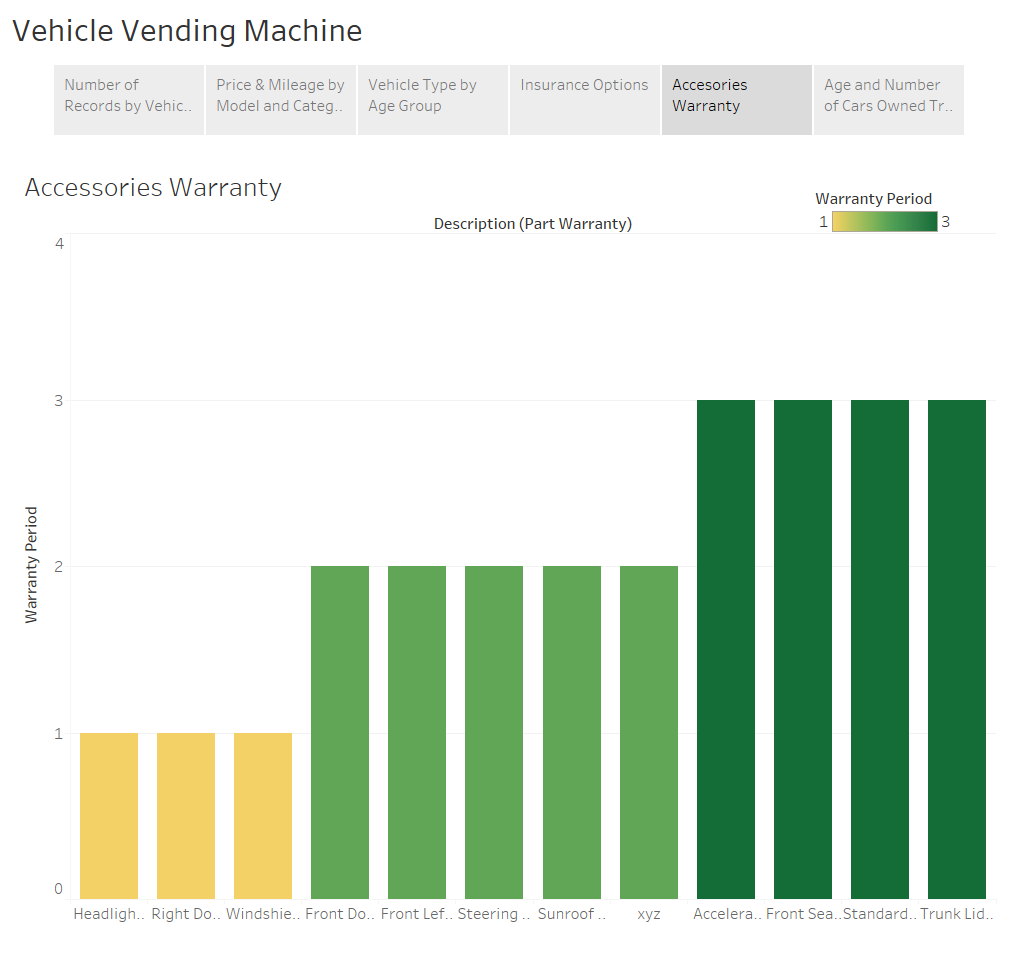 Vehicle Vending Machine
Number of
Records by Vehic..
Price & Mileage by
Model and Categ..
Vehicle Type by
Age Group
Insurance Options
Accesories
Warranty
Age and Number
of Cars Owned Tr..
Accessories Warranty
Warranty Period
1 3
Description (Part Warranty)
4
3
2
1
0
Warranty Period
Headligh.. Right Do.. Windshie.. Front Do.. Front Lef.. Steering .. Sunroof .. xyz Accelera.. Front Sea.. Standard.. Trunk Lid..